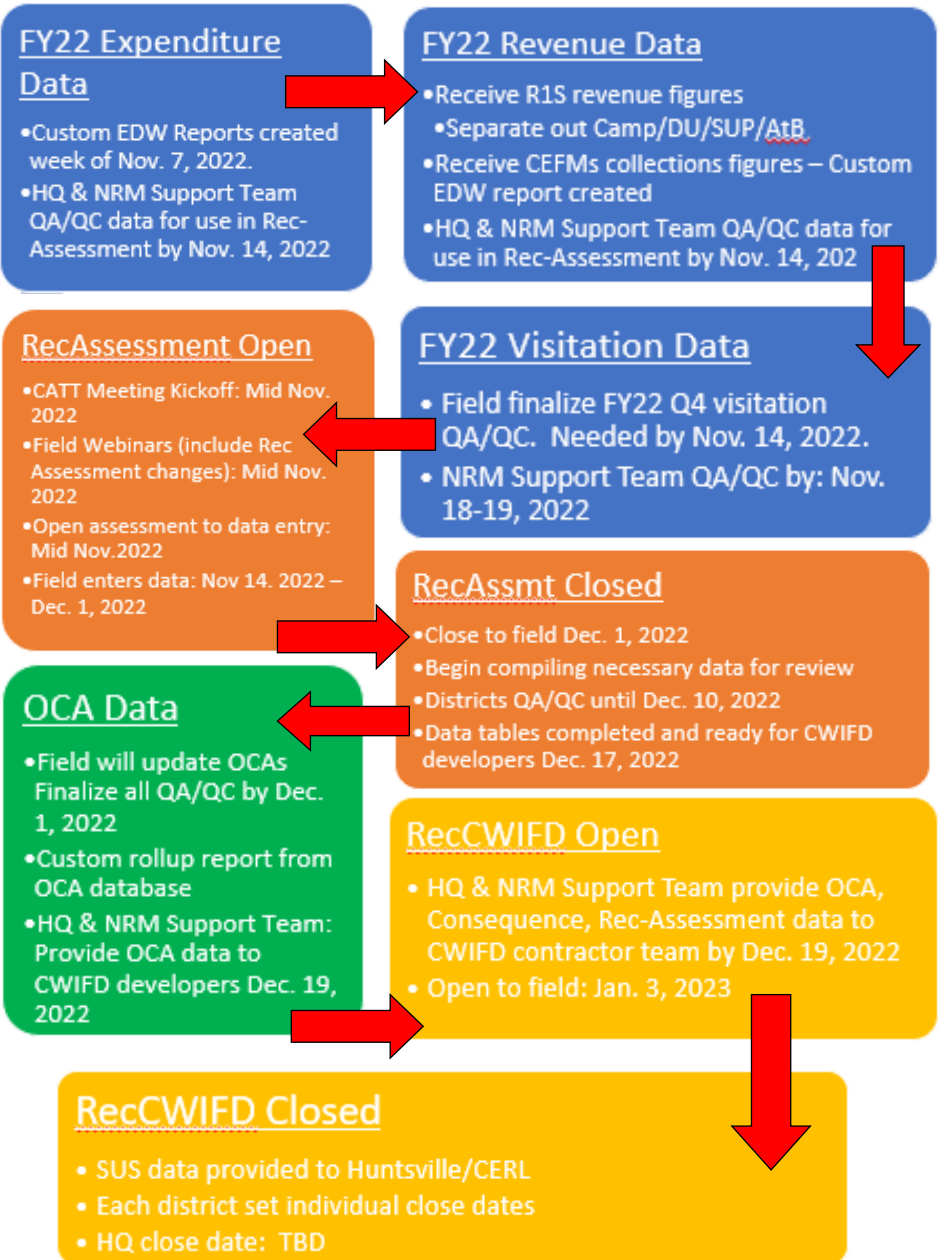 FY22 Expenditure
Data
•Custom EDW Reports created
week of Nov. 7, 2022.
•HQ & NRM Support Team
QA/QC data for use in Rec-
Assessment by Nov. 14, 2022
FY22 Revenue Data
•Receive R1S revenue figures
•Separate out Camp/DU/SUP/AtB
•Receive CEFMs collections figures – Custom
EDW report created
•HQ & NRM Support Team QA/QC data for
use in Rec-Assessment by Nov. 14, 202
FY22 Visitation Data
• Field finalize FY22 Q4 visitation
QA/QC. Needed by Nov. 14, 2022.
• NRM Support Team QA/QC by: Nov.
18-19, 2022
RecAssessment Open
•CATT Meeting Kickoff: Mid Nov.
2022
•Field Webinars (include Rec
Assessment changes): Mid Nov.
2022
•Open assessment to data entry:
Mid Nov.2022
•Field enters data: Nov 14. 2022 –
Dec. 1, 2022
RecAssmt Closed
•Close to field Dec. 1, 2022
•Begin compiling necessary data for review
•Districts QA/QC until Dec. 10, 2022
•Data tables completed and ready for CWIFD
developers Dec. 17, 2022
OCA Data
•Field will update OCAs
Finalize all QA/QC by Dec.
1, 2022
•Custom rollup report from
OCA database
•HQ & NRM Support Team:
Provide OCA data to
CWIFD developers Dec. 19,
2022
RecCWIFD Open
• HQ & NRM Support Team provide OCA,
Consequence, Rec-Assessment data to
CWIFD contractor team by Dec. 19, 2022
• Open to field: Jan. 3, 2023
RecCWIFD Closed
• SUS data provided to Huntsville/CERL
• Each district set individual close dates
• HQ close date: TBD